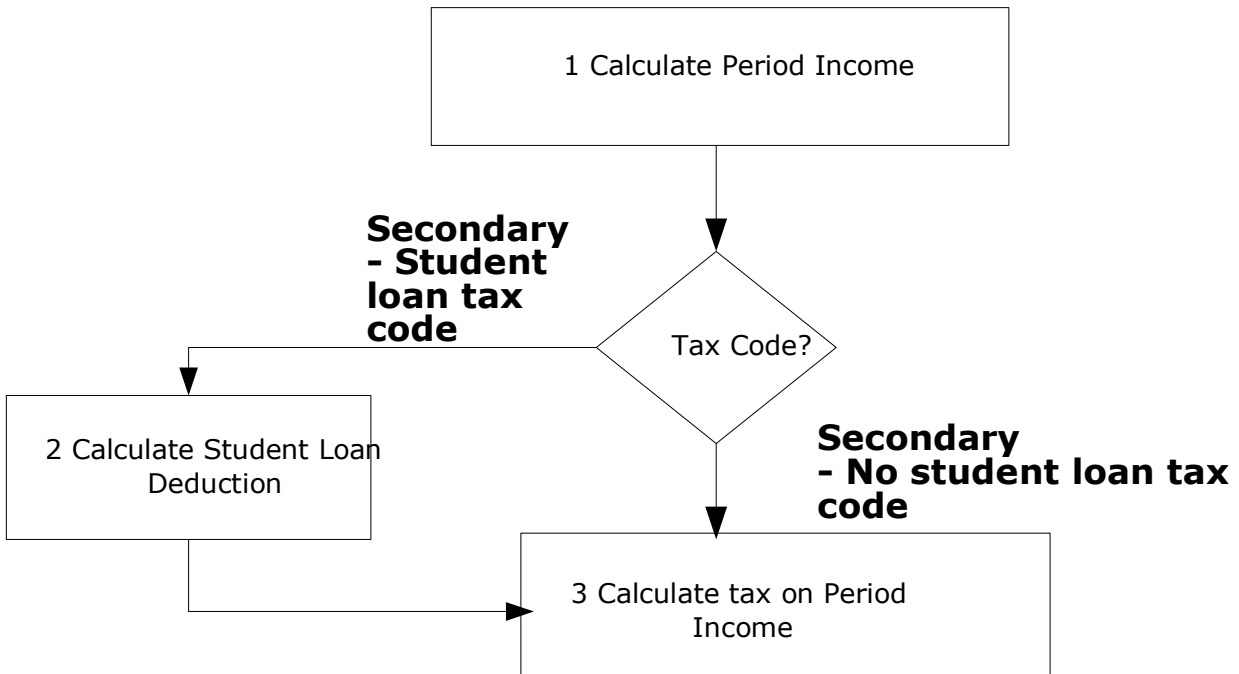 1 Calculate Period Income
Secondary
- Student
loan tax
code
Tax Code?
2 Calculate Student Loan
Deduction
Secondary
- No student loan tax
code
3 Calculate tax on Period
Income